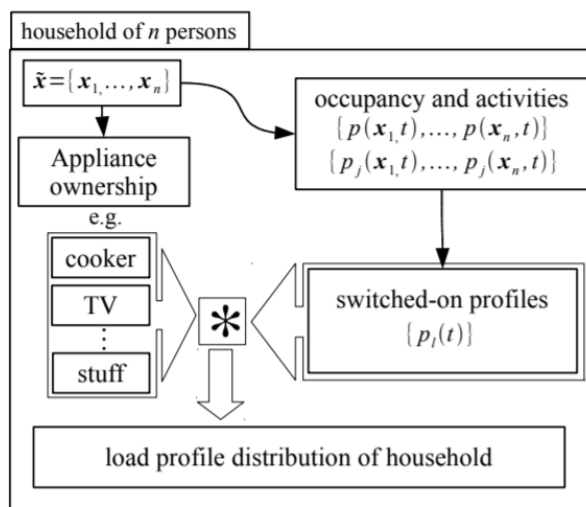 household of n persons
x̃={x₁,...,xₙ}
occupancy and activities
{p(x₁,t),...,p(xₙ,t)}
{pⱼ(x₁,t),...,pⱼ(xₙ,t)}
Appliance
ownership
e.g.
cooker
TV
⋮
stuff
*
switched-on profiles
{pₗ(t)}
load profile distribution of household